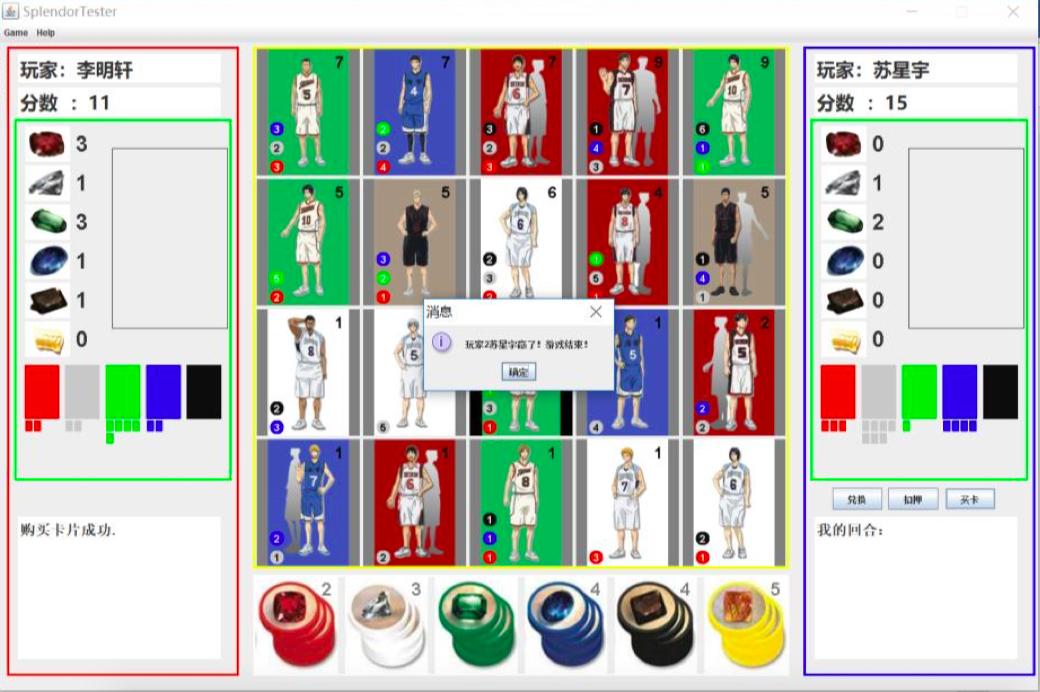 SplendorTester
Game Help
玩家：李明轩
分数 ：11
3
1
3
1
1
0
购买卡片成功.
7 7 7 9 9
3 2 3 1 6
2 2 2 4 1
3 4 3 3 1
5 5 6 4 5
3 2 1 1
5 2 3 5 4
2 1 1 1
1 1 2
2 3 2
3 5 1 4 2
1 1 1 1 1
1
2 1 2
1 2 1 3 1
消息
玩家2苏星宇赢了！游戏结束！
确定
2 3 4 4 5
玩家：苏星宇
分数 ：15
0
1
2
0
0
0
兑换 扣押 买卡
我的回合：